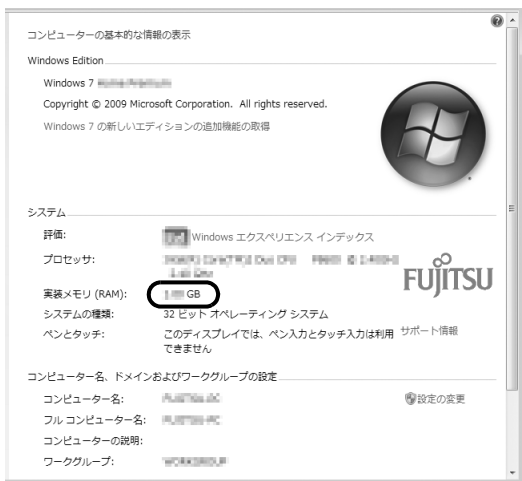 コンピューターの基本的な情報の表示
Windows Edition
Windows 7
Copyright © 2009 Microsoft Corporation. All rights reserved.
Windows 7 の新しいエディションの追加機能の取得
システム
評価: Windows エクスペリエンス インデックス
プロセッサ:
FUJITSU
実装メモリ (RAM): GB
システムの種類: 32 ビット オペレーティング システム
ペンとタッチ: このディスプレイでは、ペン入力とタッチ入力は利用 サポート情報
できません
コンピューター名、ドメインおよびワークグループの設定
コンピューター名: 設定の変更
フル コンピューター名:
コンピューターの説明:
ワークグループ: